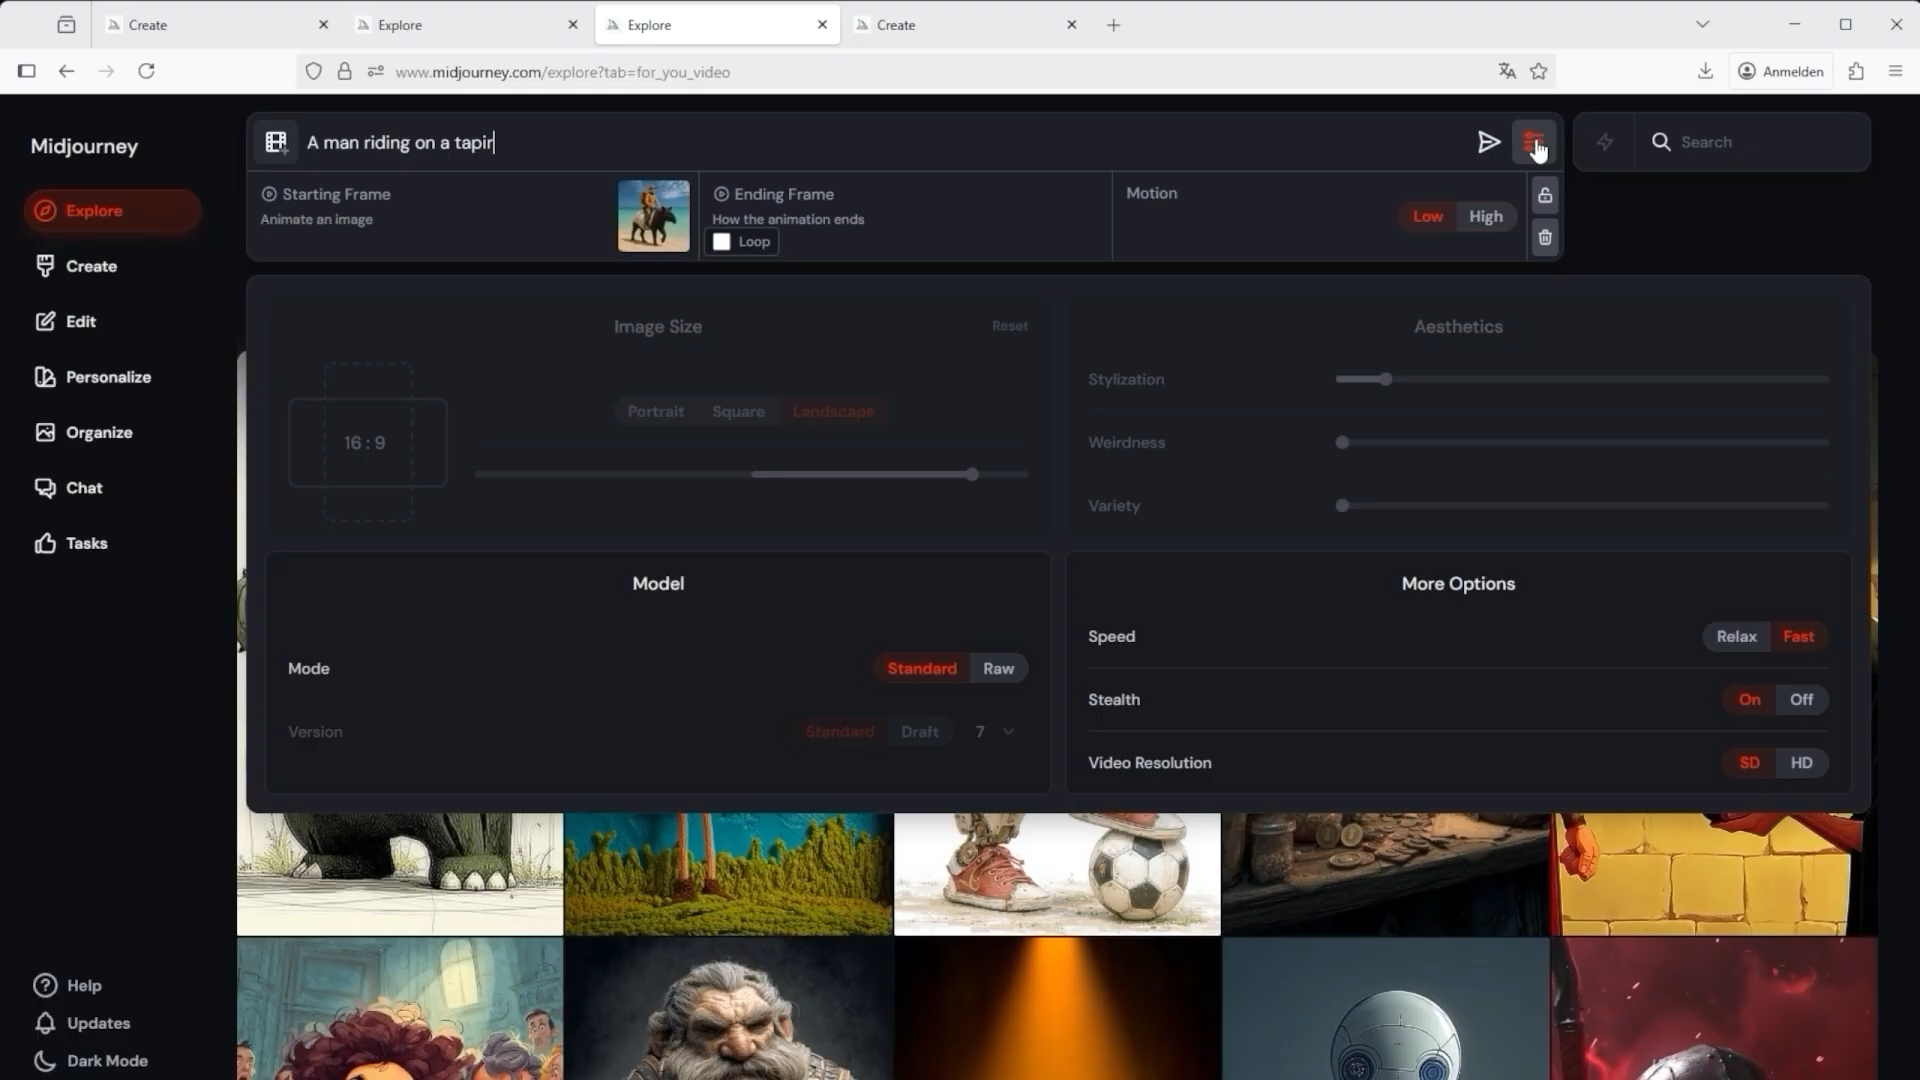 Create
Explore
Explore
Create
www.midjourney.com/explore?tab=for_you_video
Anmelden
Midjourney
A man riding on a tapir
Search
Explore
Create
Edit
Personalize
Organize
Chat
Tasks
Starting Frame
Animate an image
Ending Frame
How the animation ends
Loop
Motion
Low High
Image Size
Reset
16 : 9
Portrait Square Landscape
Aesthetics
Stylization
Weirdness
Variety
Model
Mode
Standard Raw
Version
Standard Draft 7
More Options
Speed
Relax Fast
Stealth
On Off
Video Resolution
SD HD
Help
Updates
Dark Mode